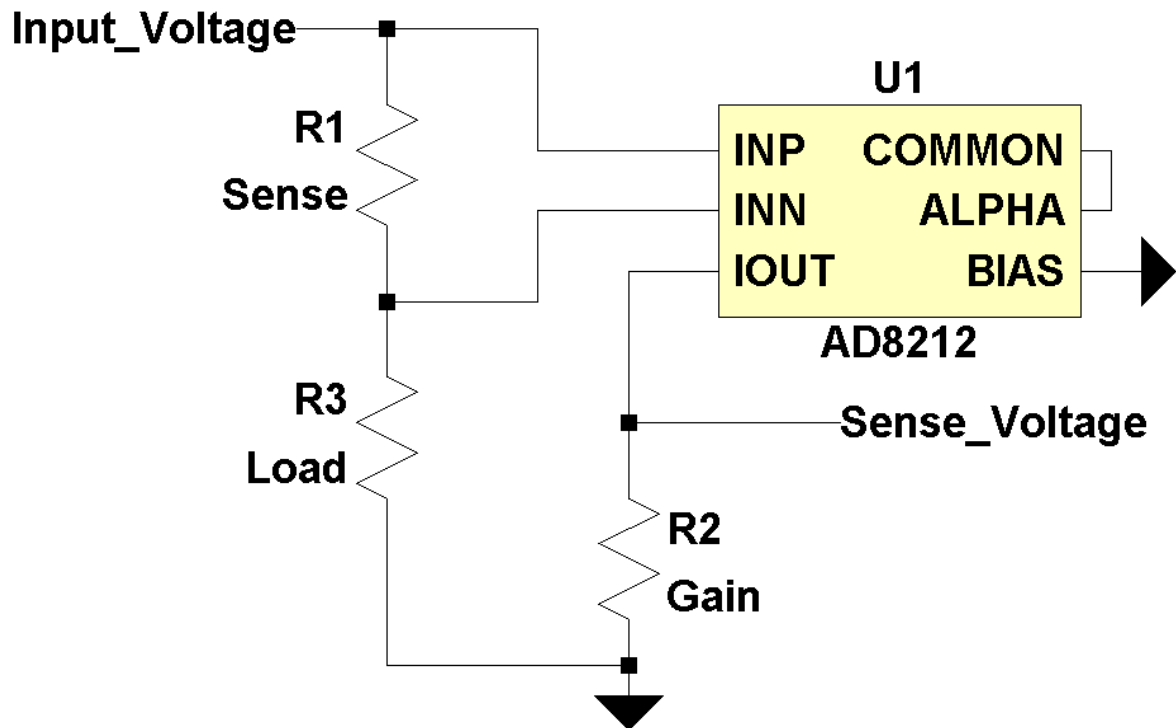 Input_Voltage
U1
R1
Sense
INP COMMON
INN ALPHA
IOUT BIAS
AD8212
R3
Load
Sense_Voltage
R2
Gain